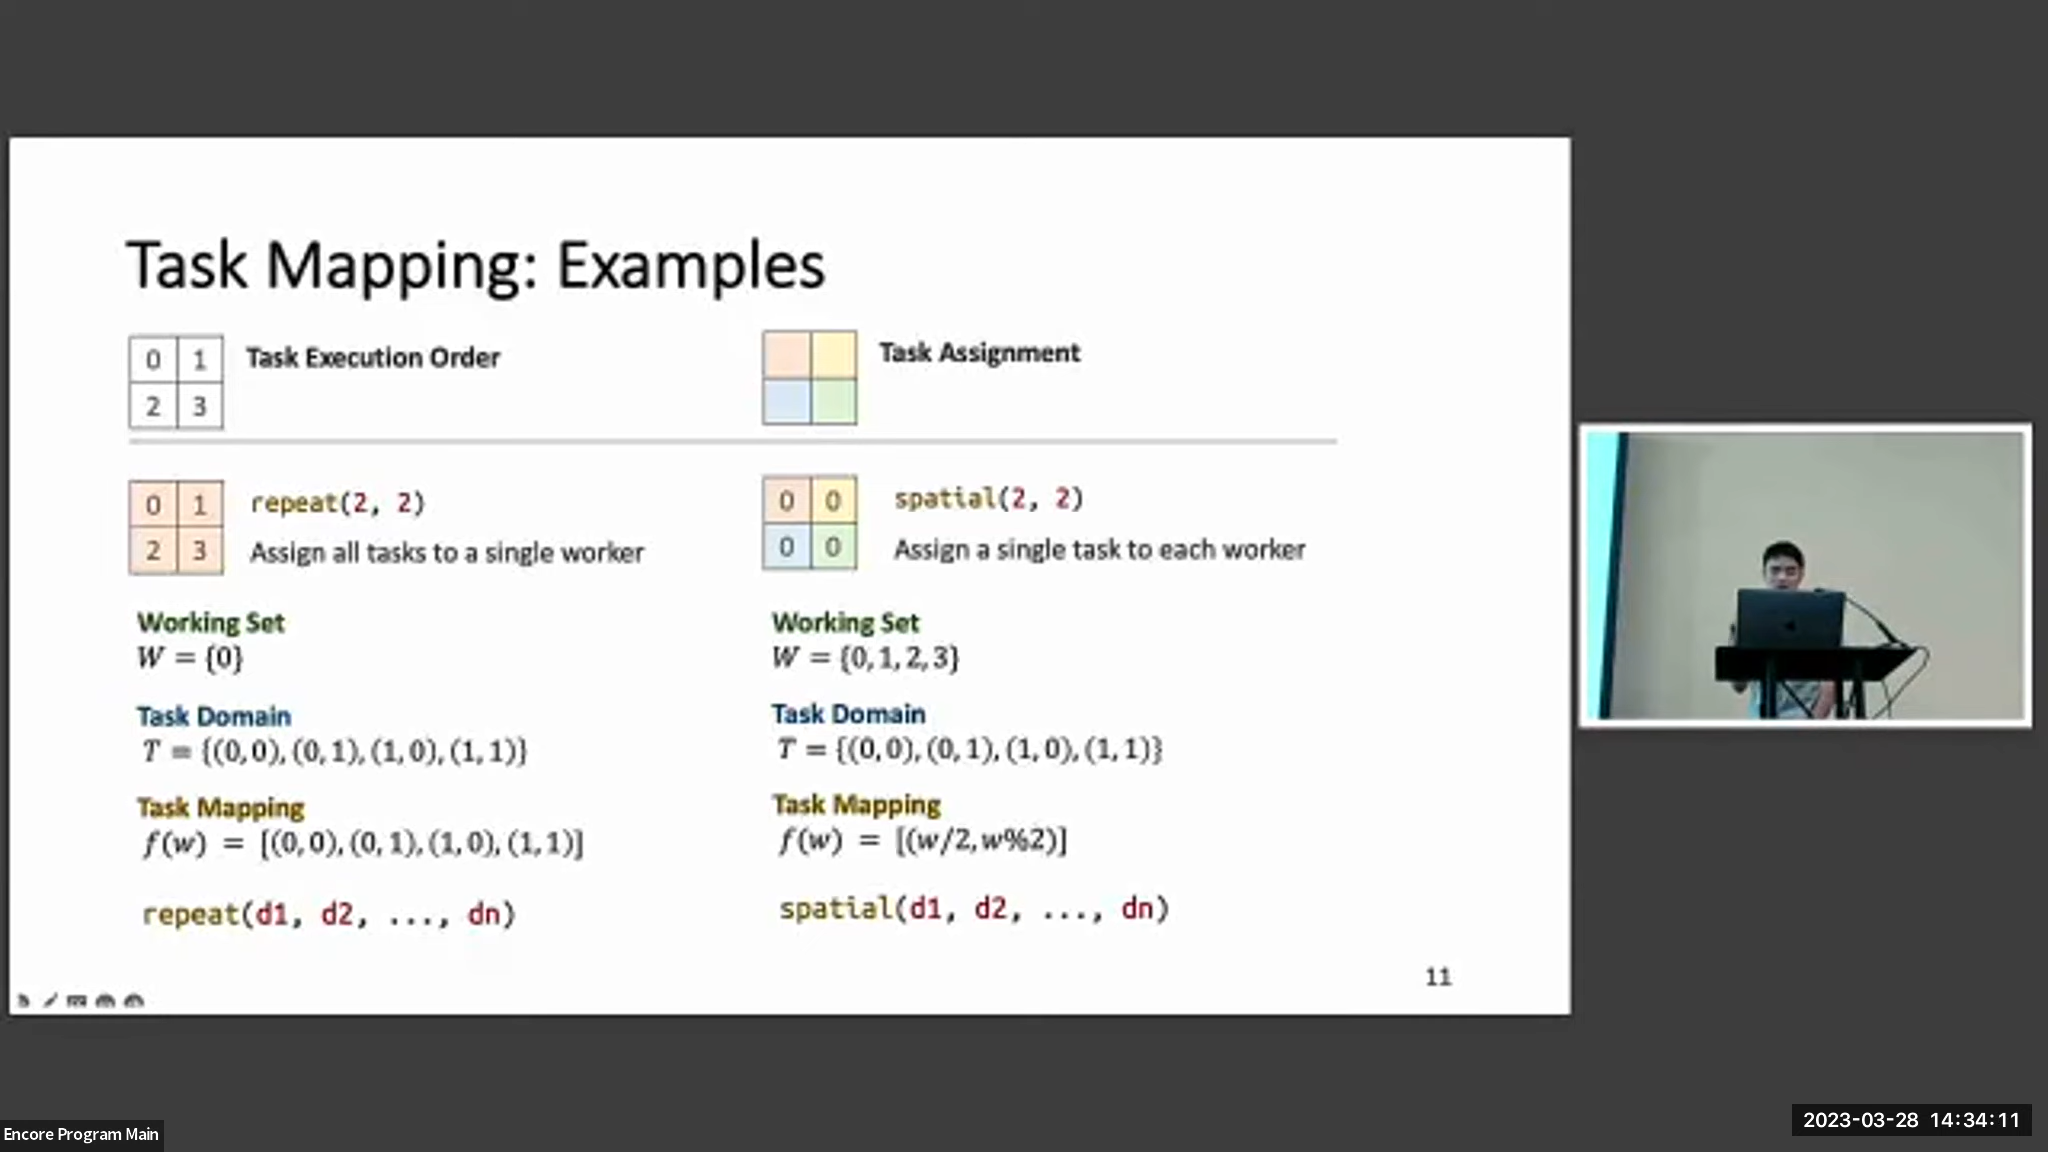 Task Mapping: Examples
0 1
2 3
Task Execution Order
Task Assignment
0 1
2 3
repeat(2, 2)
Assign all tasks to a single worker
Working Set
W = {0}
Task Domain
T = {(0,0), (0,1), (1,0), (1,1)}
Task Mapping
f(w) = [(0,0), (0,1), (1,0), (1,1)]
repeat(d1, d2, ..., dn)
0 0
0 0
spatial(2, 2)
Assign a single task to each worker
Working Set
W = {0,1,2,3}
Task Domain
T = {(0,0), (0,1), (1,0), (1,1)}
Task Mapping
f(w) = [(w/2,w%2)]
spatial(d1, d2, ..., dn)
11
Encore Program Main
2023-03-28 14:34:11